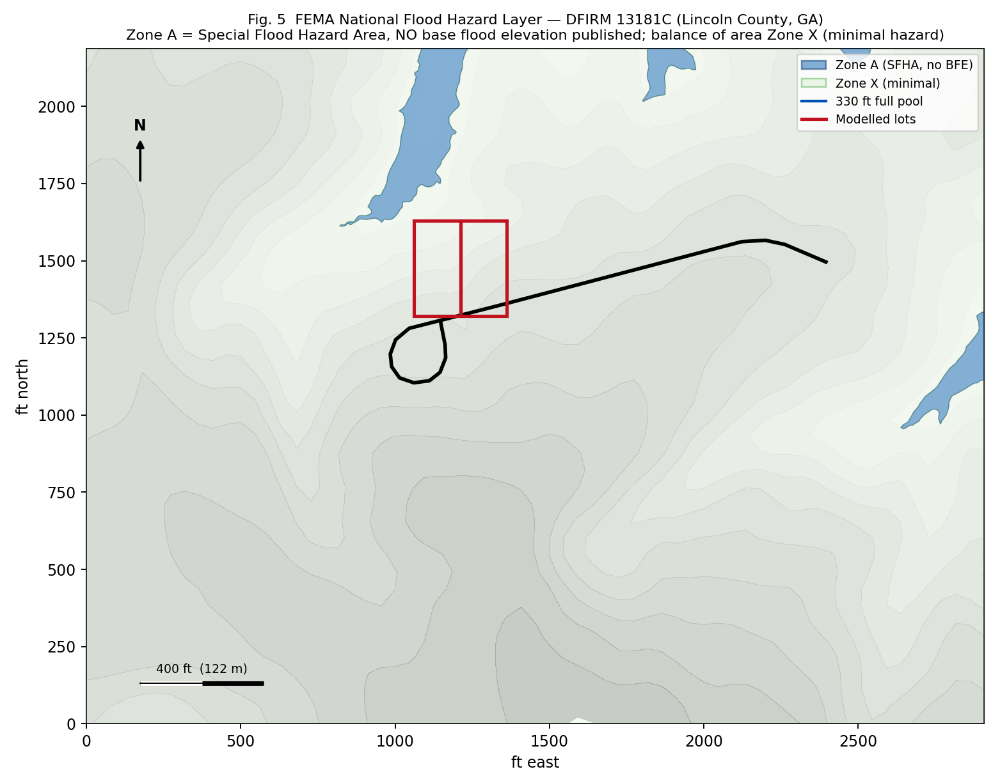 Fig. 5  FEMA National Flood Hazard Layer — DFIRM 13181C (Lincoln County, GA)
Zone A = Special Flood Hazard Area, NO base flood elevation published; balance of area Zone X (minimal hazard)
Zone A (SFHA, no BFE)
Zone X (minimal)
330 ft full pool
Modelled lots
N
ft north
2000
1750
1500
1250
1000
750
500
250
0
400 ft  (122 m)
0
500
1000
1500
2000
2500
ft east